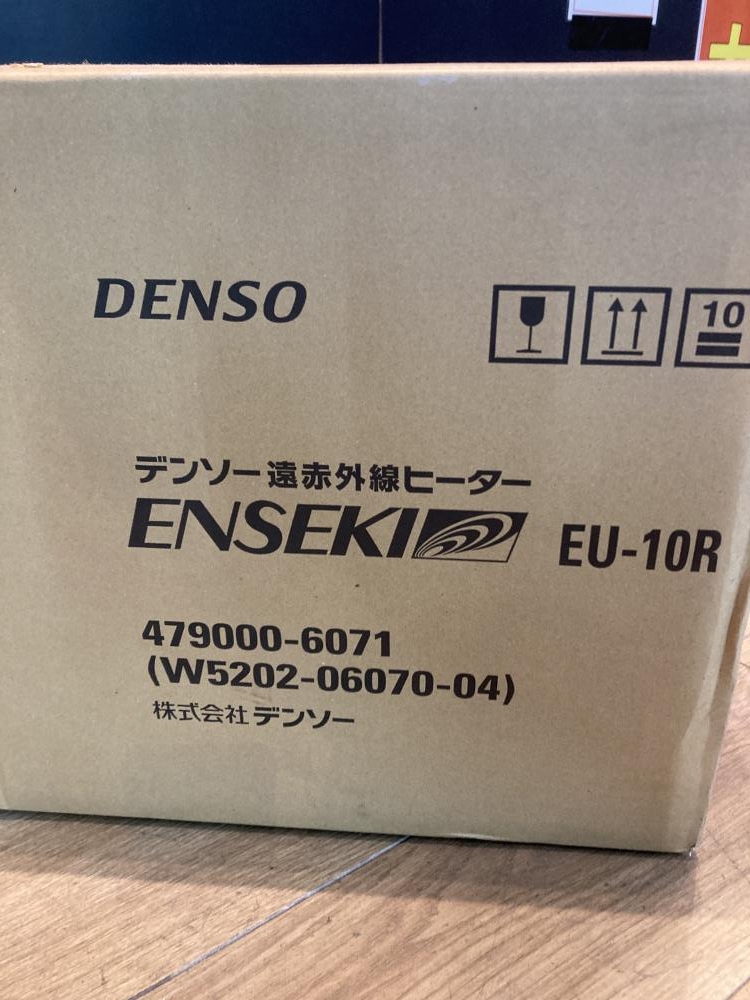 DENSO
10
デンソー遠赤外線ヒーター
ENSEKI EU-10R
479000-6071
(W5202-06070-04)
株式会社デンソー